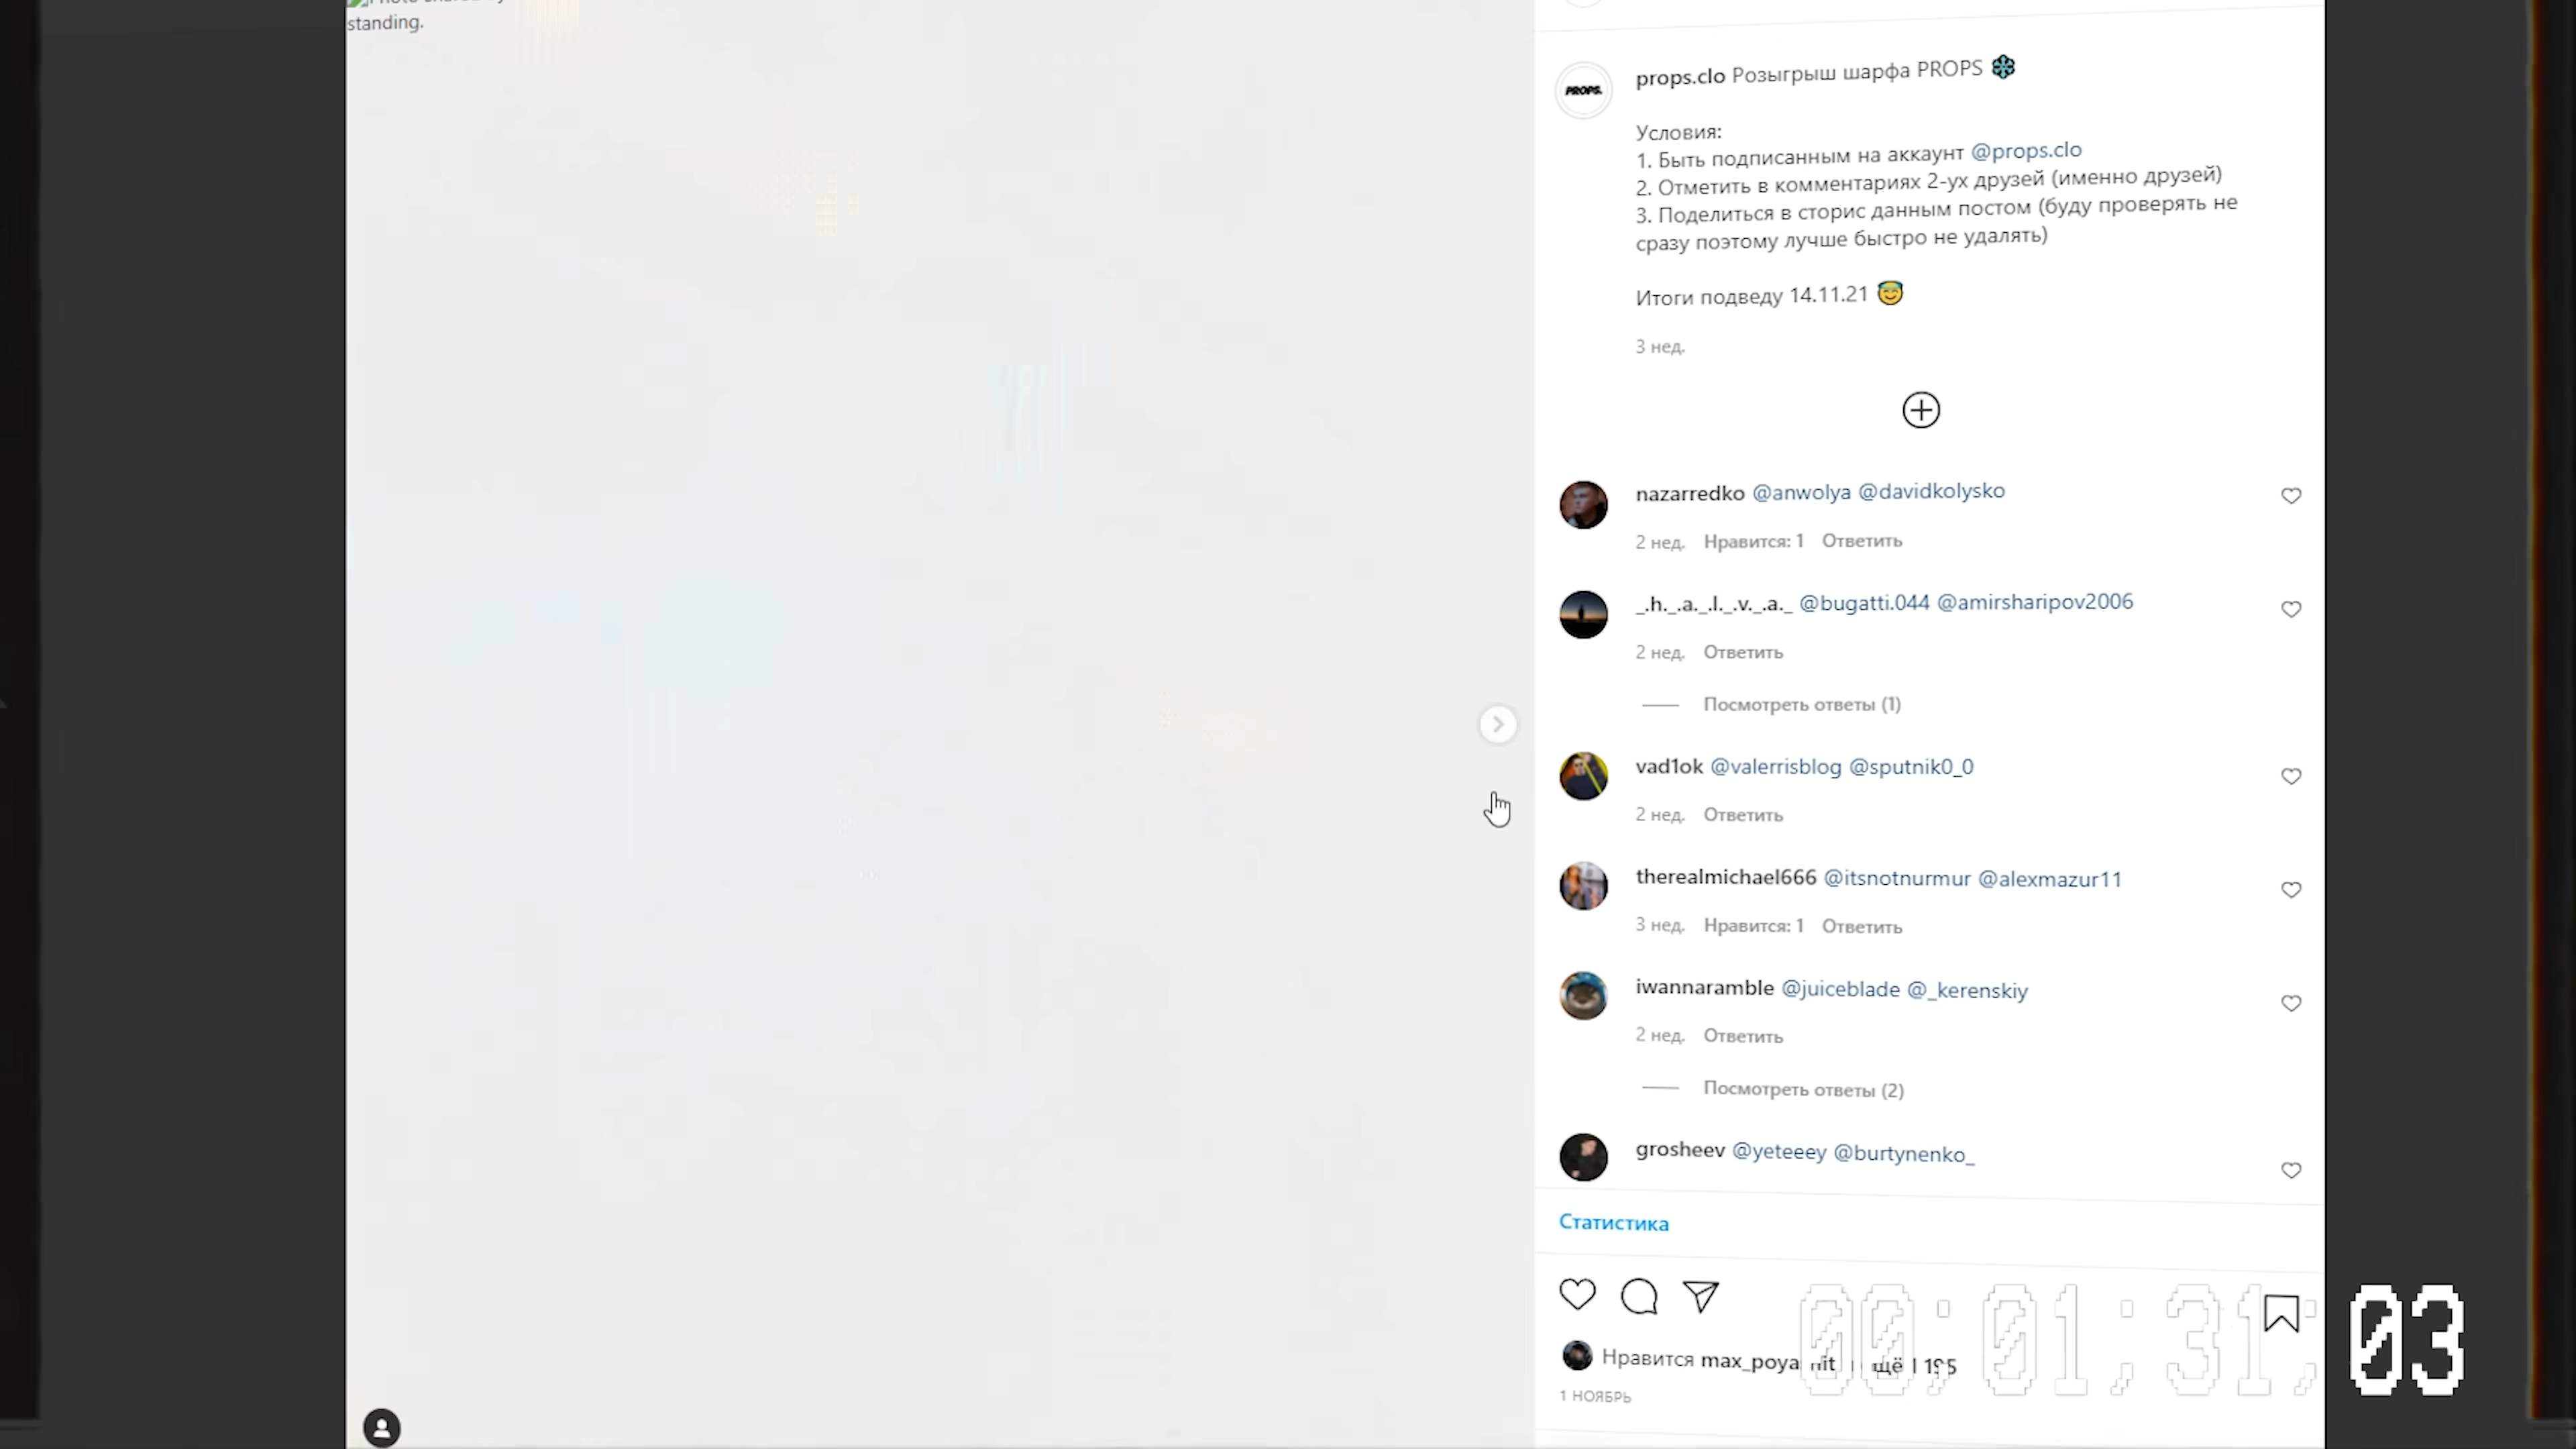 standing.
props.clo Розыгрыш шарфа PROPS
PROPS.
Условия:
1. Быть подписанным на аккаунт @props.clo
2. Отметить в комментариях 2-ух друзей (именно друзей)
3. Поделиться в сторис данным постом (буду проверять не
сразу поэтому лучше быстро не удалять)
Итоги подведу 14.11.21
3 нед.
nazarredko @anwolya @davidkolysko
2 нед. Нравится: 1 Ответить
_.h._.a._.l._.v._.a._ @bugatti.044 @amirsharipov2006
2 нед. Ответить
Посмотреть ответы (1)
vad1ok @valerrisblog @sputnik0_0
2 нед. Ответить
therealmichael666 @itsnotnurmur @alexmazur11
3 нед. Нравится: 1 Ответить
iwannaramble @juiceblade @_kerenskiy
2 нед. Ответить
Посмотреть ответы (2)
grosheev @yeteeey @burtynenko_
Статистика
00;01;31;03
Нравится ещё 1 195
1 НОЯБРЬ